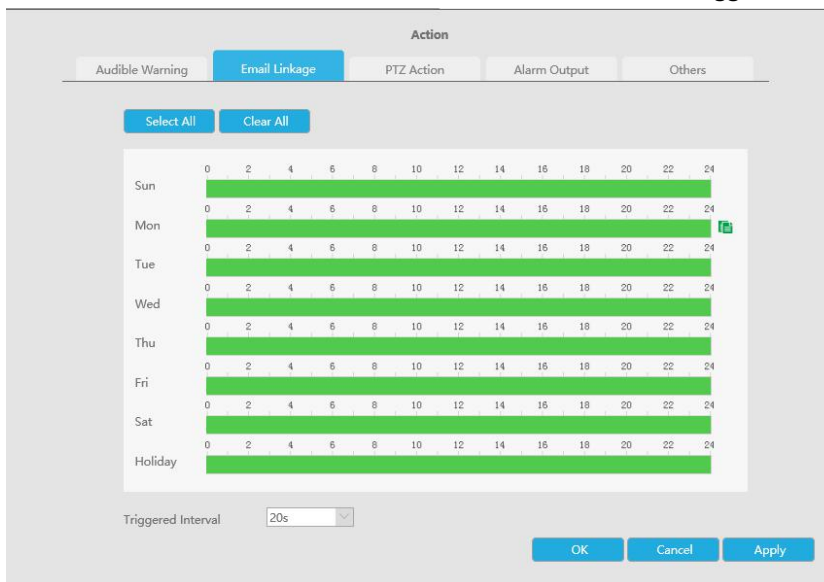 Action
Audible Warning Email Linkage PTZ Action Alarm Output Others
Select All Clear All
0 2 4 6 8 10 12 14 16 18 20 22 24
Sun
0 2 4 6 8 10 12 14 16 18 20 22 24
Mon
0 2 4 6 8 10 12 14 16 18 20 22 24
Tue
0 2 4 6 8 10 12 14 16 18 20 22 24
Wed
0 2 4 6 8 10 12 14 16 18 20 22 24
Thu
0 2 4 6 8 10 12 14 16 18 20 22 24
Fri
0 2 4 6 8 10 12 14 16 18 20 22 24
Sat
0 2 4 6 8 10 12 14 16 18 20 22 24
Holiday
Triggered Interval 20s
OK Cancel Apply